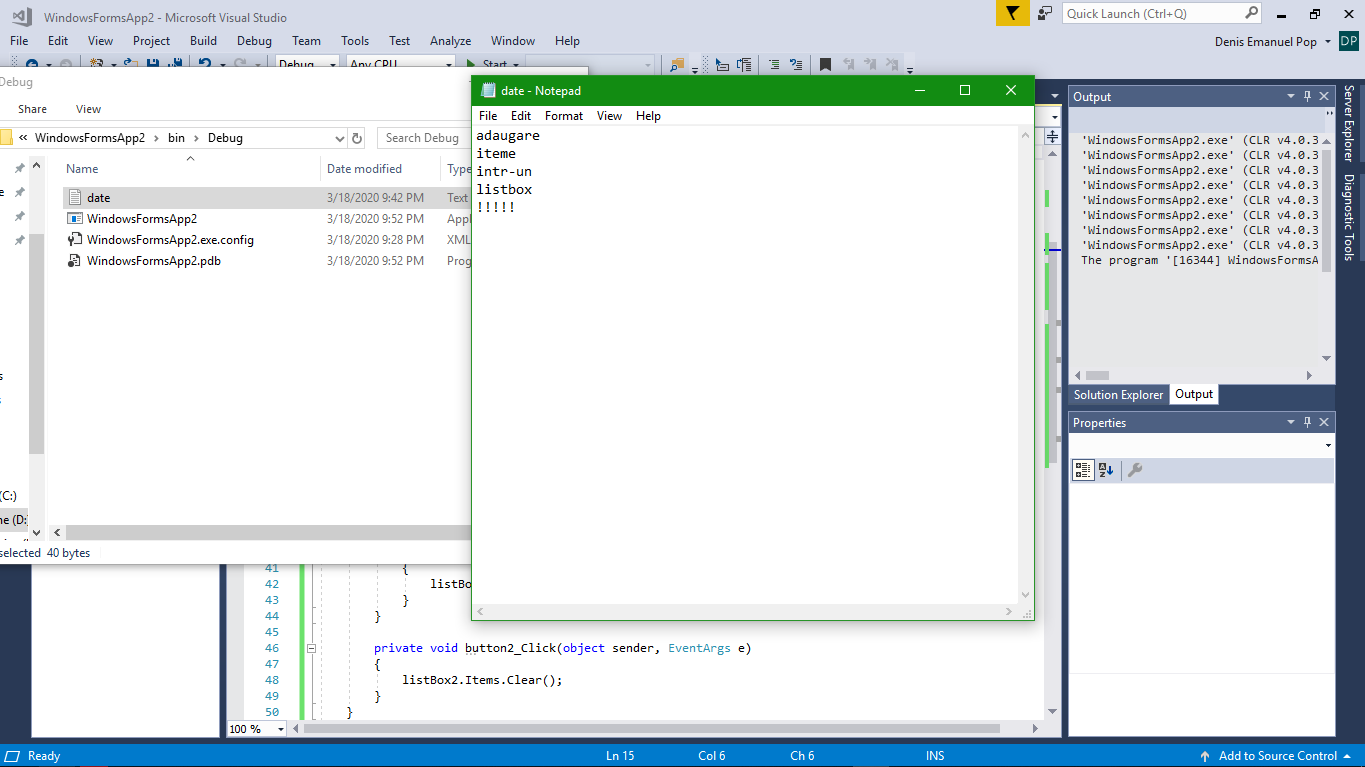 WindowsFormsApp2 - Microsoft Visual Studio
Quick Launch (Ctrl+Q)
File Edit View Project Build Debug Team Tools Test Analyze Window Help
Denis Emanuel Pop DP
Debug Any CPU Start
Debug
Share View
« WindowsFormsApp2 > bin > Debug
Search Debug
Name Date modified Type
date 3/18/2020 9:42 PM Text
WindowsFormsApp2 3/18/2020 9:52 PM Appl
WindowsFormsApp2.exe.config 3/18/2020 9:28 PM XML
WindowsFormsApp2.pdb 3/18/2020 9:52 PM Prog
(C:)
ne (D:
selected 40 bytes
date - Notepad
File Edit Format View Help
adaugare
iteme
intr-un
listbox
!!!!!
Output
'WindowsFormsApp2.exe' (CLR v4.0.3
'WindowsFormsApp2.exe' (CLR v4.0.3
'WindowsFormsApp2.exe' (CLR v4.0.3
'WindowsFormsApp2.exe' (CLR v4.0.3
'WindowsFormsApp2.exe' (CLR v4.0.3
'WindowsFormsApp2.exe' (CLR v4.0.3
'WindowsFormsApp2.exe' (CLR v4.0.3
'WindowsFormsApp2.exe' (CLR v4.0.3
The program '[16344] WindowsFormsA
Solution Explorer Output
Properties
Server Explorer
Diagnostic Tools
41 {
42 listBo
43 }
44 }
45
46 private void button2_Click(object sender, EventArgs e)
47 {
48 listBox2.Items.Clear();
49 }
50 }
100 %
Ready Ln 15 Col 6 Ch 6 INS Add to Source Control